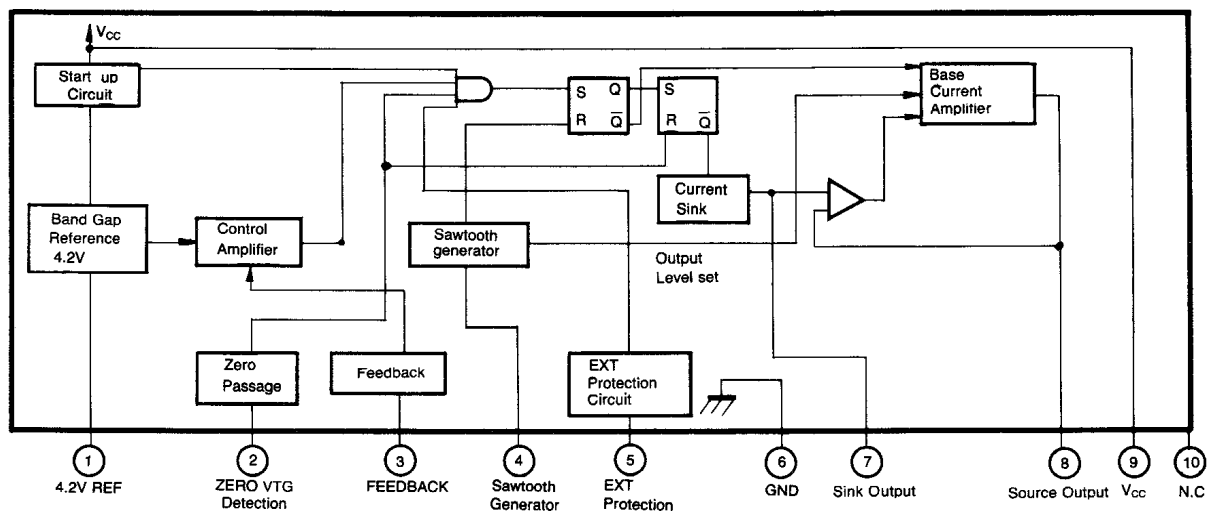 VCC
Start up
Circuit
S Q
R Q̅
S
R Q̅
Base
Current
Amplifier
Current
Sink
Band Gap
Reference
4.2V
Control
Amplifier
Sawtooth
generator
Output
Level set
Zero
Passage
Feedback
EXT
Protection
Circuit
1
2
3
4
5
6
7
8
9
10
4.2V REF
ZERO VTG
Detection
FEEDBACK
Sawtooth
Generator
EXT
Protection
GND
Sink Output
Source Output
VCC
N.C